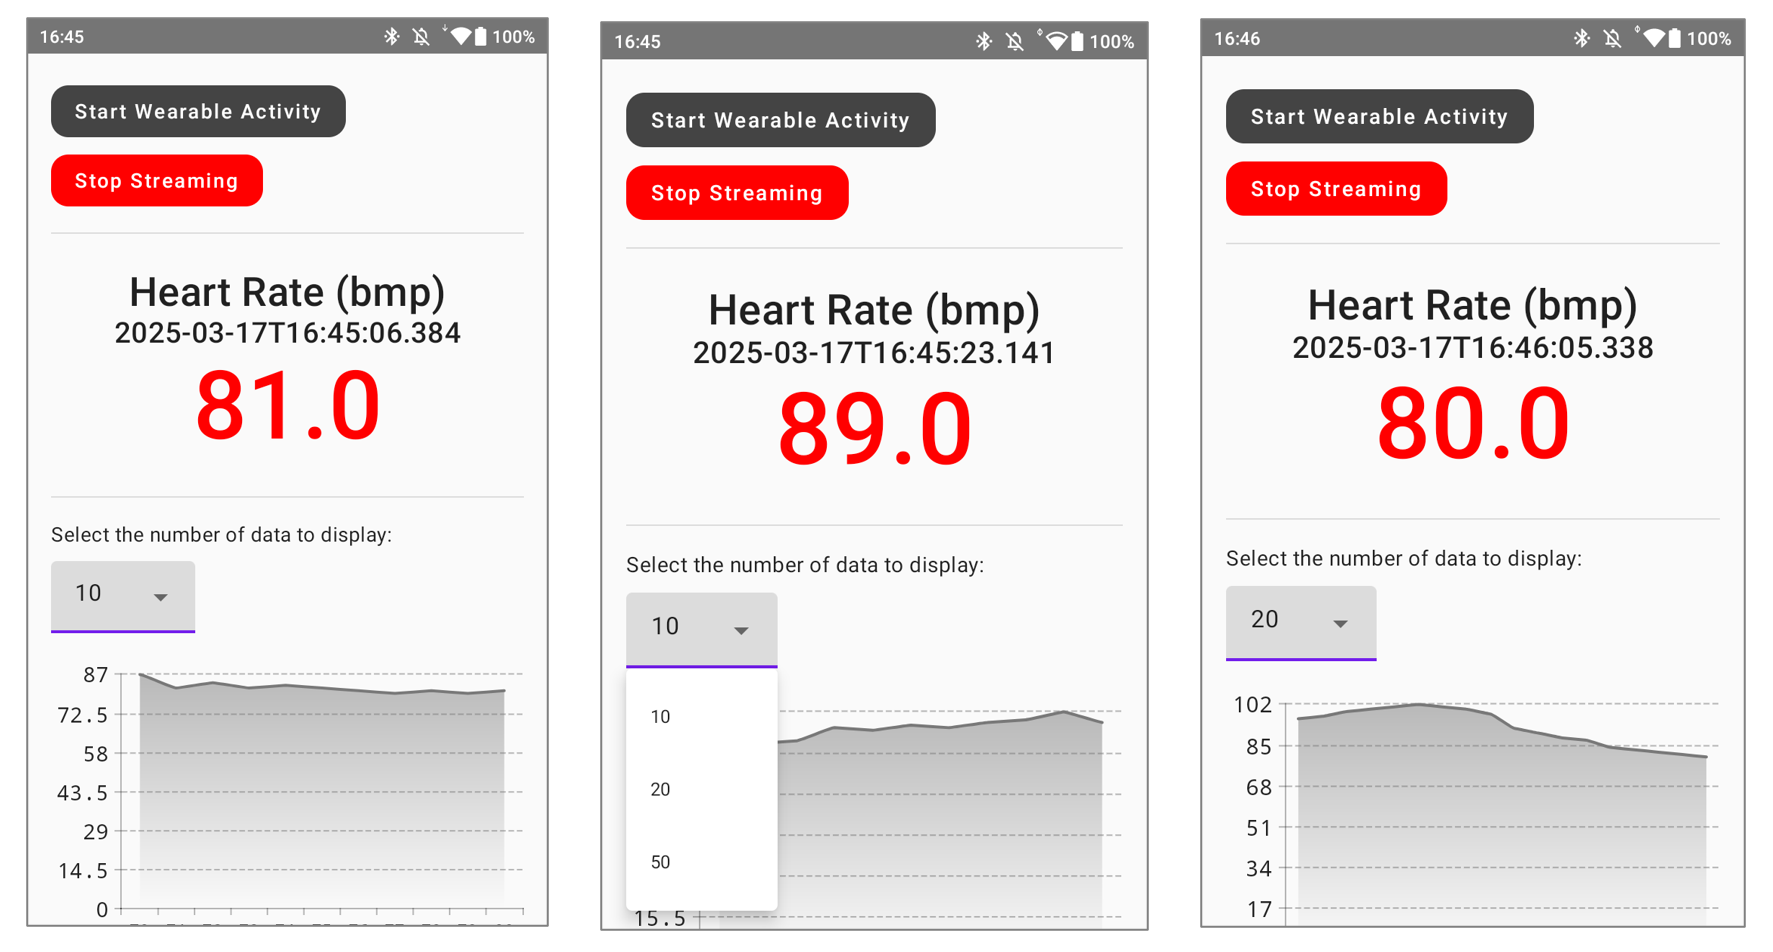 16:45 100%
Start Wearable Activity
Stop Streaming
Heart Rate (bmp)
2025-03-17T16:45:06.384
81.0
Select the number of data to display:
10
87
72.5
58
43.5
29
14.5
0
16:45 100%
Start Wearable Activity
Stop Streaming
Heart Rate (bmp)
2025-03-17T16:45:23.141
89.0
Select the number of data to display:
10
10
20
50
15.5
16:46 100%
Start Wearable Activity
Stop Streaming
Heart Rate (bmp)
2025-03-17T16:46:05.338
80.0
Select the number of data to display:
20
102
85
68
51
34
17